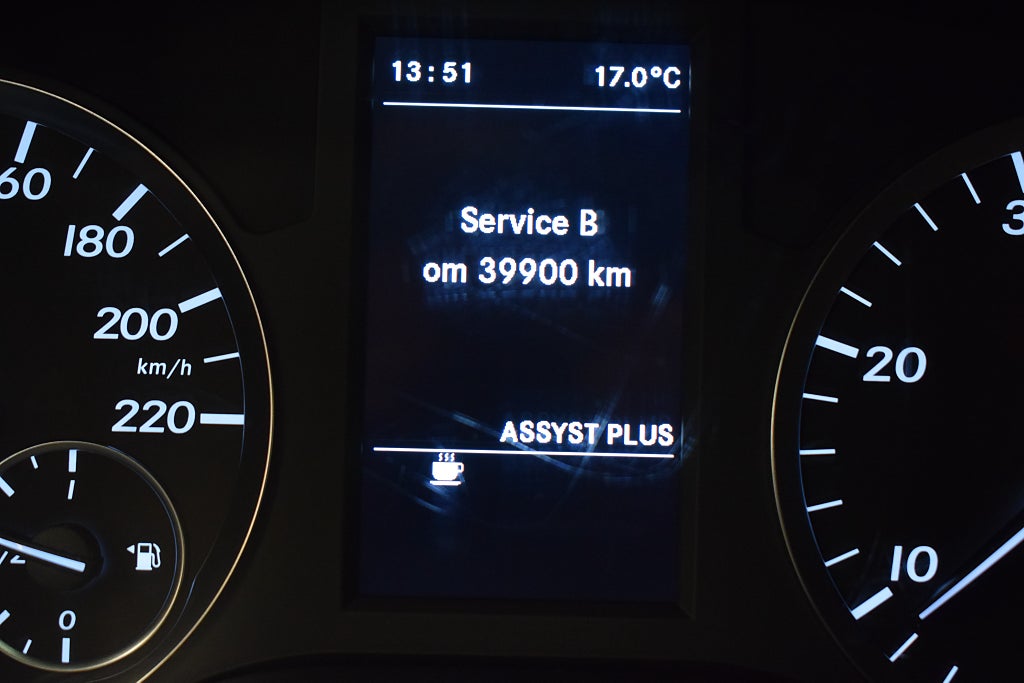 13:51 17.0°C
Service B
om 39900 km
ASSYST PLUS
180
200
km/h
220
0
20
10